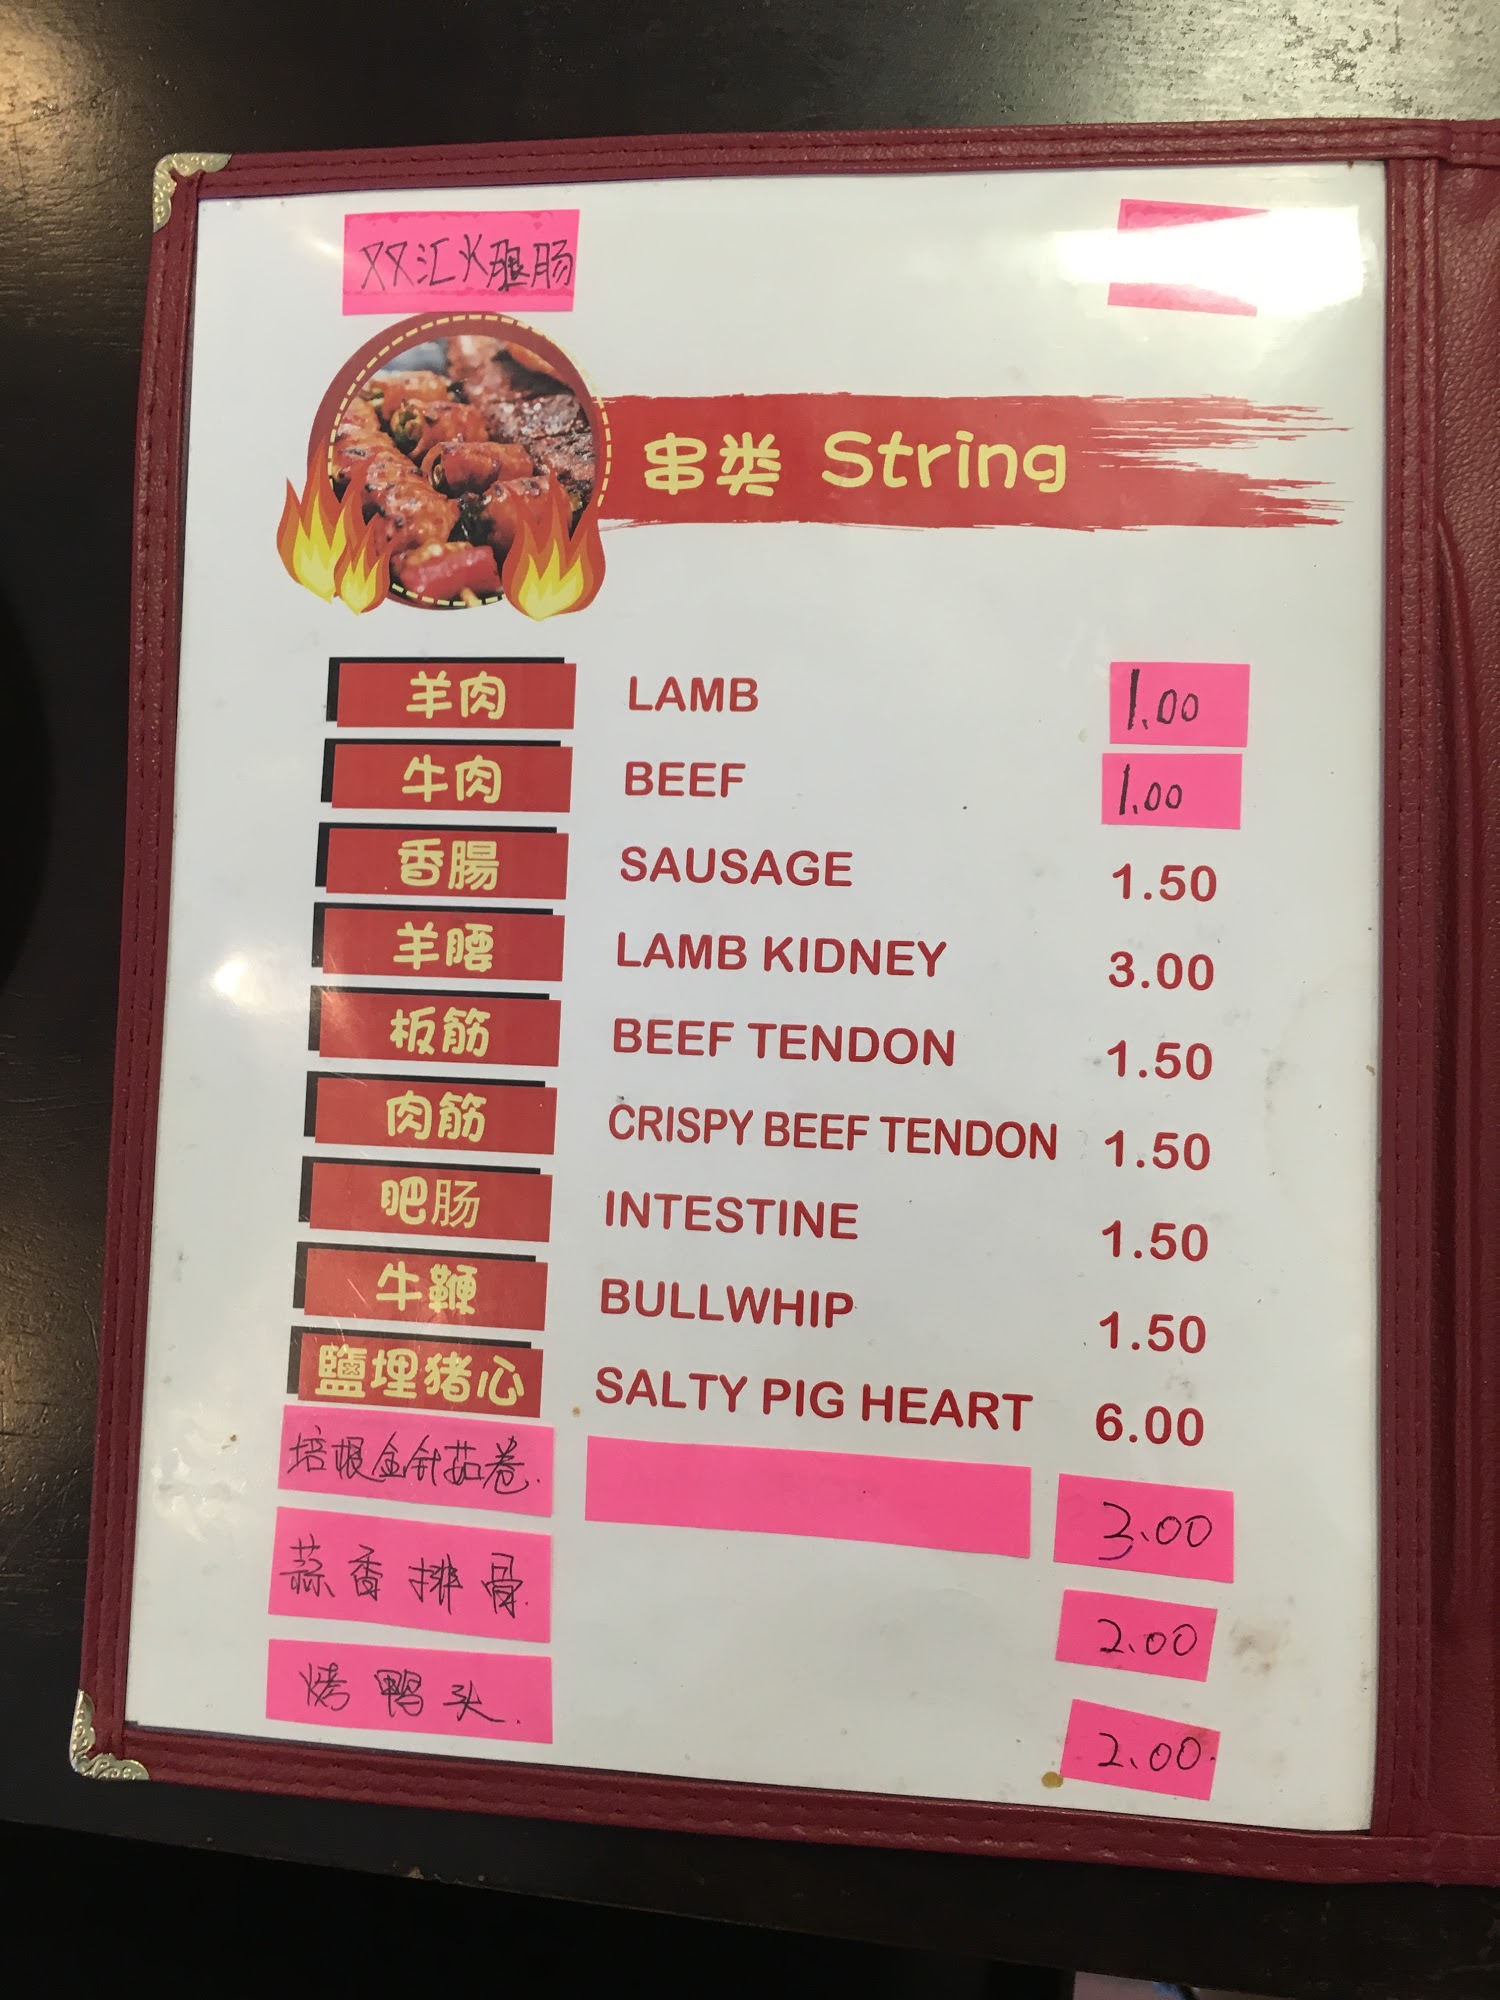 双汇火腿肠
串类 String
羊肉 LAMB 1.00
牛肉 BEEF 1.00
香腸 SAUSAGE 1.50
羊腰 LAMB KIDNEY 3.00
板筋 BEEF TENDON 1.50
肉筋 CRISPY BEEF TENDON 1.50
肥肠 INTESTINE 1.50
牛鞭 BULLWHIP 1.50
鹽埋猪心 SALTY PIG HEART 6.00
培根金针菇卷. 3.00
蒜香排骨. 2.00
烤鸭头. 2.00.